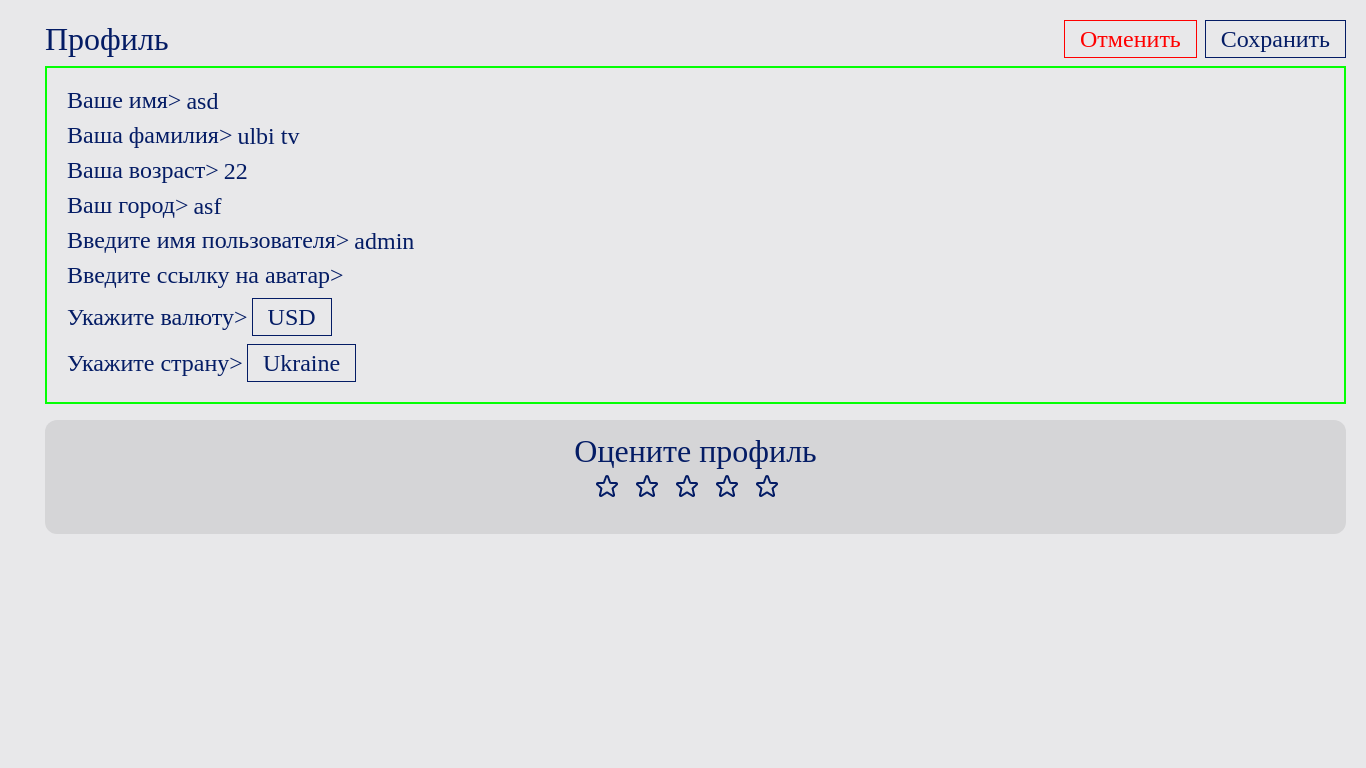 Профиль
Отменить
Сохранить
Ваше имя> asd
Ваша фамилия> ulbi tv
Ваша возраст> 22
Ваш город> asf
Введите имя пользователя> admin
Введите ссылку на аватар>
Укажите валюту> USD
Укажите страну> Ukraine
Оцените профиль